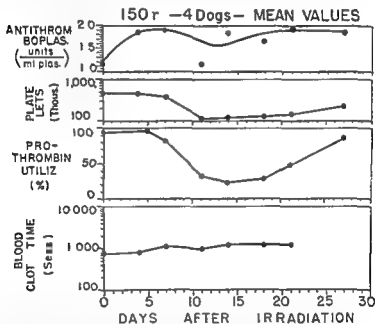 150 r —4 Dogs— MEAN VALUES
ANTITHROM
BOPLAS.
(units
ml plas.)
2.0
1.5
1.0
PLATE
LETS
(Thous.)
1,000
100
PRO-
THROMBIN
UTILIZ
(%)
100
50
0
BLOOD
CLOT TIME
(Secs.)
10 000
1 000
100
0 5 10 15 20 25 30
DAYS AFTER IRRADIATION